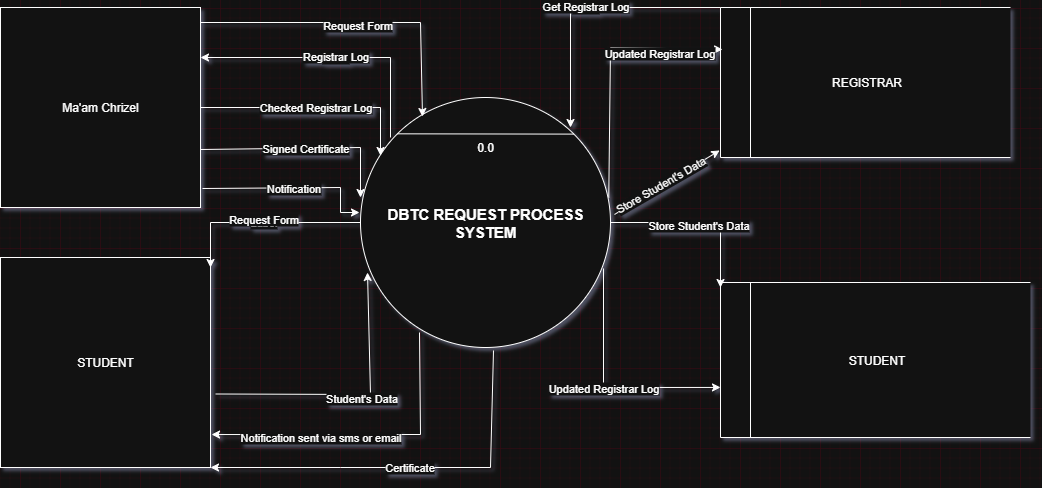 Get Registrar Log
Request Form
Updated Registrar Log
Registrar Log
REGISTRAR
Ma'am Chrizel
Checked Registrar Log
0.0
Signed Certificate
Store Student's Data
Notification
DBTC REQUEST PROCESS
SYSTEM
Request Form
Store Student's Data
STUDENT
STUDENT
Updated Registrar Log
Student's Data
Notification sent via sms or email
Certificate